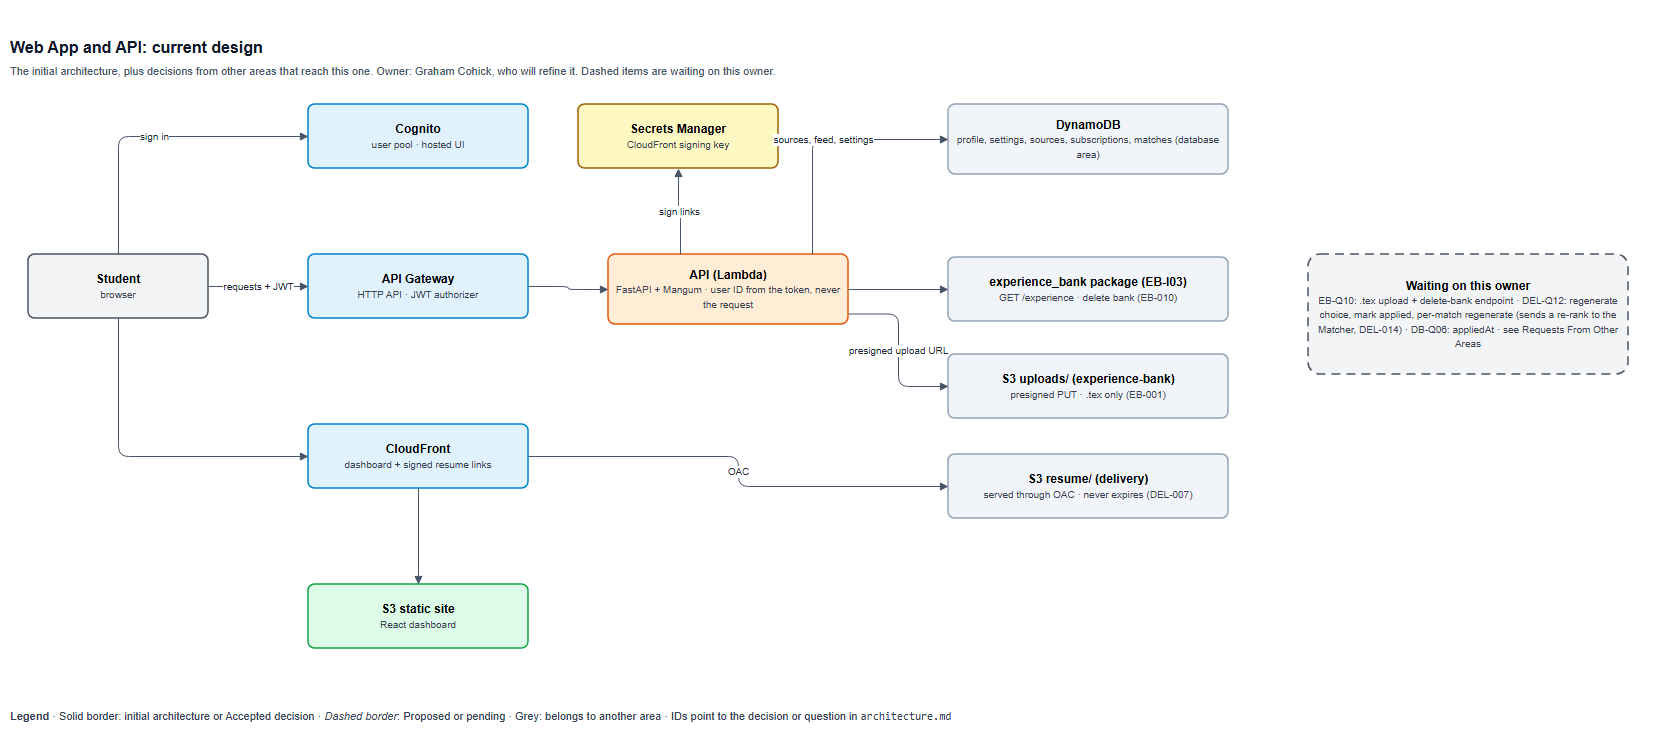 Web App and API: current design
The initial architecture, plus decisions from other areas that reach this one. Owner: Graham Cohick, who will refine it. Dashed items are waiting on this owner.
Cognito
user pool · hosted UI
Secrets Manager
CloudFront signing key
DynamoDB
profile, settings, sources, subscriptions, matches (database
area)
sign in
sources, feed, settings
sign links
Student
browser
requests + JWT
API Gateway
HTTP API · JWT authorizer
API (Lambda)
FastAPI + Mangum · user ID from the token, never
the request
experience_bank package (EB-I03)
GET /experience · delete bank (EB-010)
Waiting on this owner
EB-Q10: .tex upload + delete-bank endpoint · DEL-Q12: regenerate
choice, mark applied, per-match regenerate (sends a re-rank to the
Matcher, DEL-014) · DB-Q06: appliedAt · see Requests From Other
Areas
presigned upload URL
S3 uploads/ (experience-bank)
presigned PUT · .tex only (EB-001)
CloudFront
dashboard + signed resume links
OAC
S3 resume/ (delivery)
served through OAC · never expires (DEL-007)
S3 static site
React dashboard
Legend · Solid border: initial architecture or Accepted decision · Dashed border: Proposed or pending · Grey: belongs to another area · IDs point to the decision or question in architecture.md